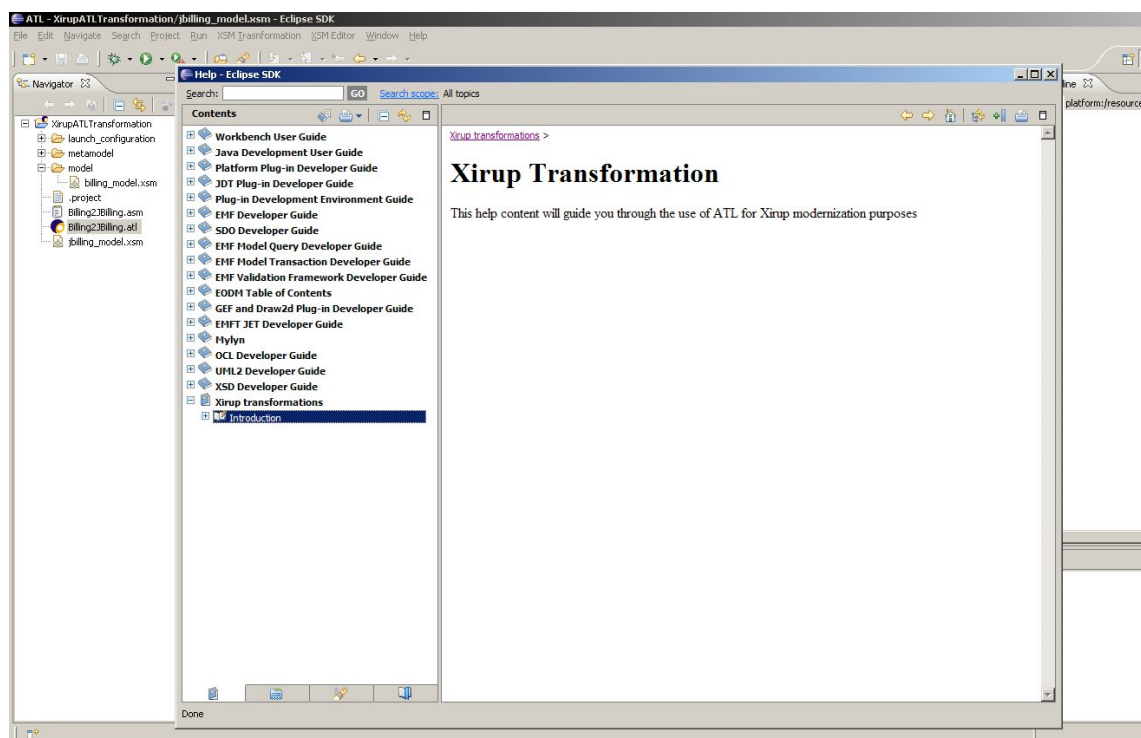 ATL - XirupATLTransformation/jbilling_model.xsm - Eclipse SDK
File Edit Navigate Search Project Run XSM Trasnformation XSM Editor Window Help
Navigator
XirupATLTransformation
launch_configuration
metamodel
model
billing_model.xsm
.project
Billing2JBilling.asm
Billing2JBilling.atl
jbilling_model.xsm
Help - Eclipse SDK
Search: GO Search scope: All topics
Contents
Workbench User Guide
Java Development User Guide
Platform Plug-in Developer Guide
JDT Plug-in Developer Guide
Plug-in Development Environment Guide
EMF Developer Guide
SDO Developer Guide
EMF Model Query Developer Guide
EMF Model Transaction Developer Guide
EMF Validation Framework Developer Guide
EODM Table of Contents
GEF and Draw2d Plug-in Developer Guide
EMFT JET Developer Guide
Mylyn
OCL Developer Guide
UML2 Developer Guide
XSD Developer Guide
Xirup transformations
Introduction
Xirup transformations >
Xirup Transformation
This help content will guide you through the use of ATL for Xirup modernization purposes
Done
line
platform:/resource